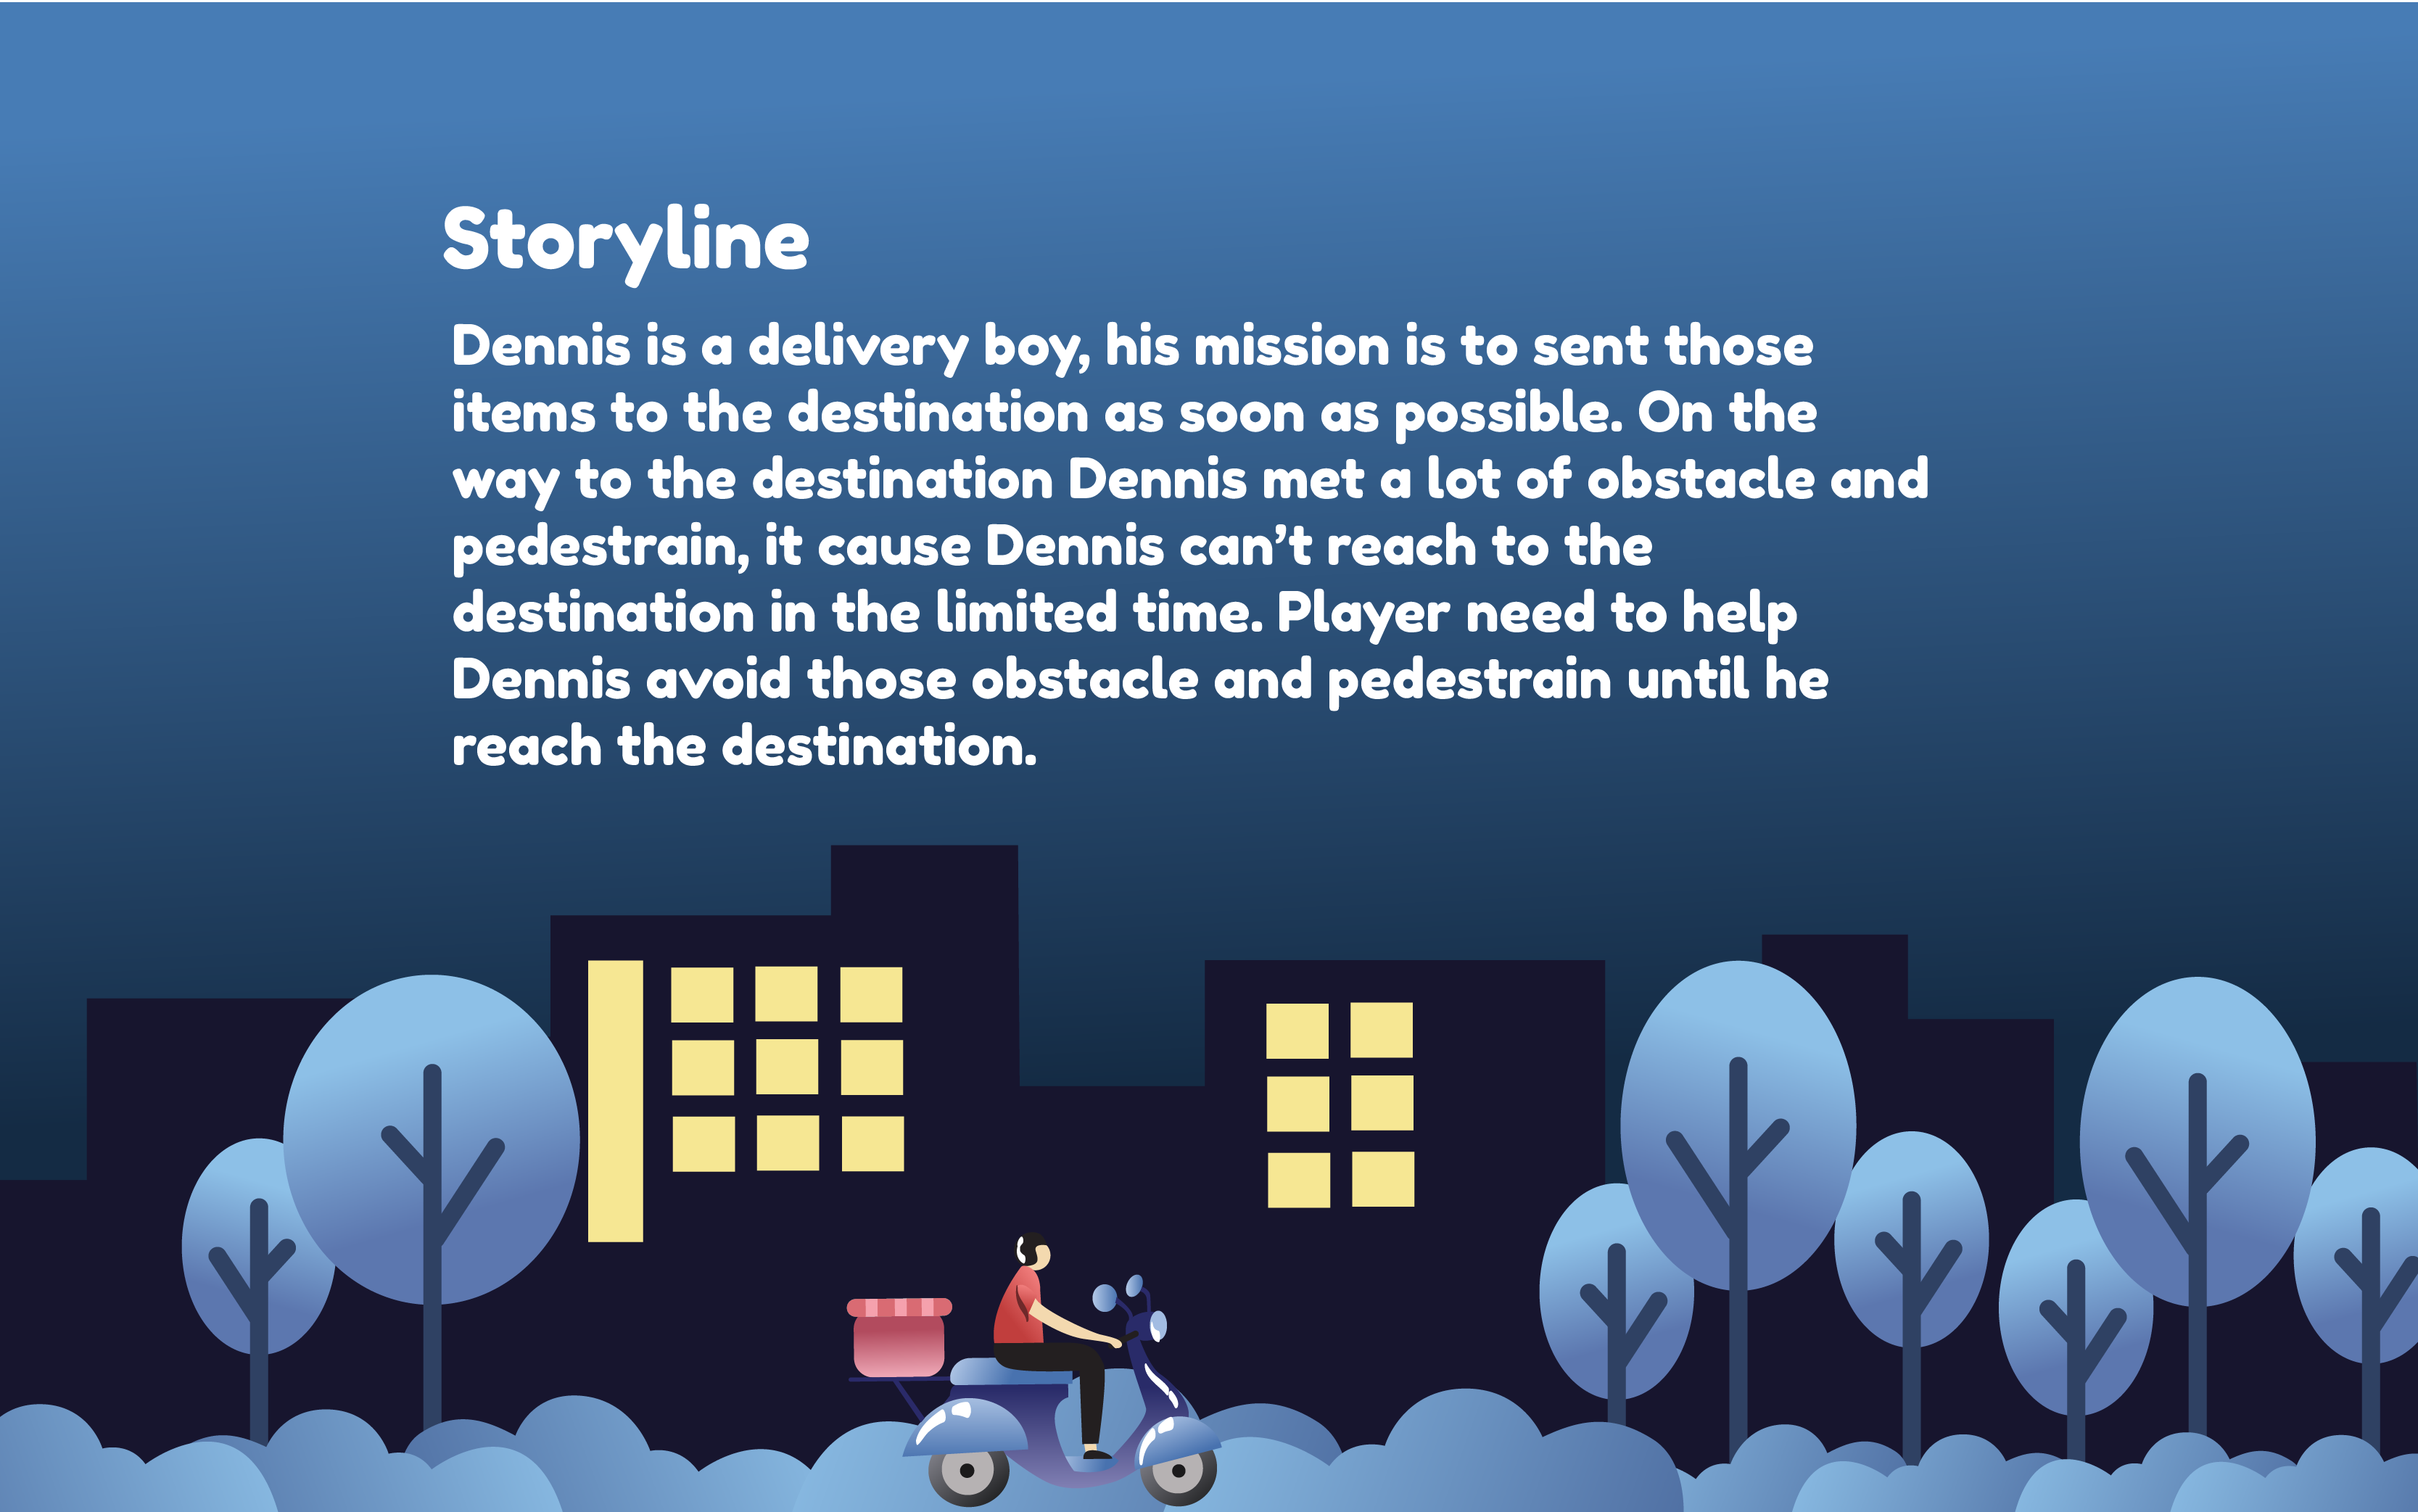 Storyline
Dennis is a delivery boy, his mission is to sent those
items to the destination as soon as possible. On the
way to the destination Dennis met a lot of obstacle and
pedestrain, it cause Dennis can’t reach to the
destination in the limited time. Player need to help
Dennis avoid those obstacle and pedestrain until he
reach the destination.